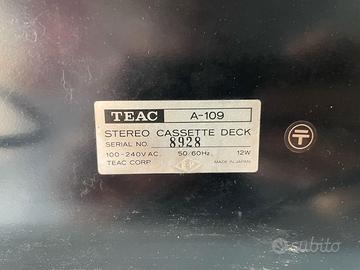 TEAC A-109
STEREO CASSETTE DECK
SERIAL NO. 8928
100-240V AC. 50/60Hz, 12W
TEAC CORP. MADE IN JAPAN
subito